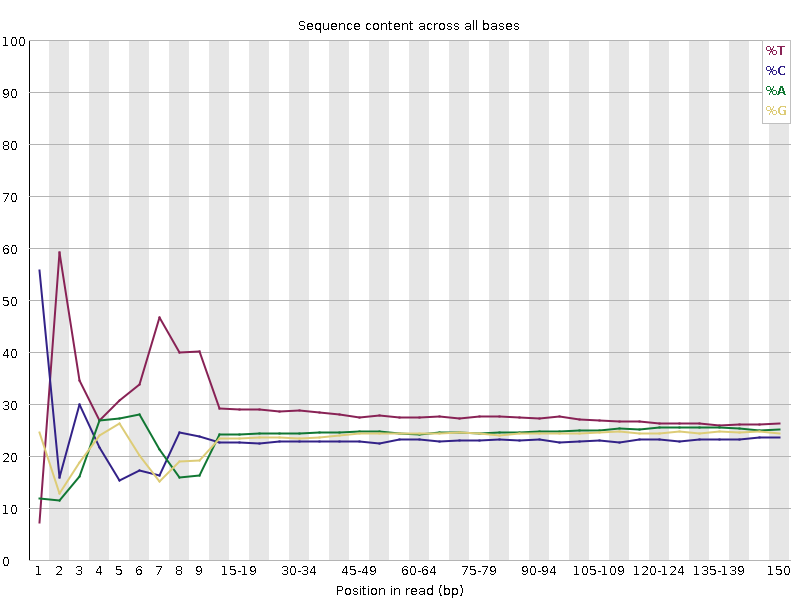 Sequence content across all bases
100
90
80
70
60
50
40
30
20
10
0
%T
%C
%A
%G
1 2 3 4 5 6 7 8 9 15-19 30-34 45-49 60-64 75-79 90-94 105-109 120-124 135-139 150
Position in read (bp)